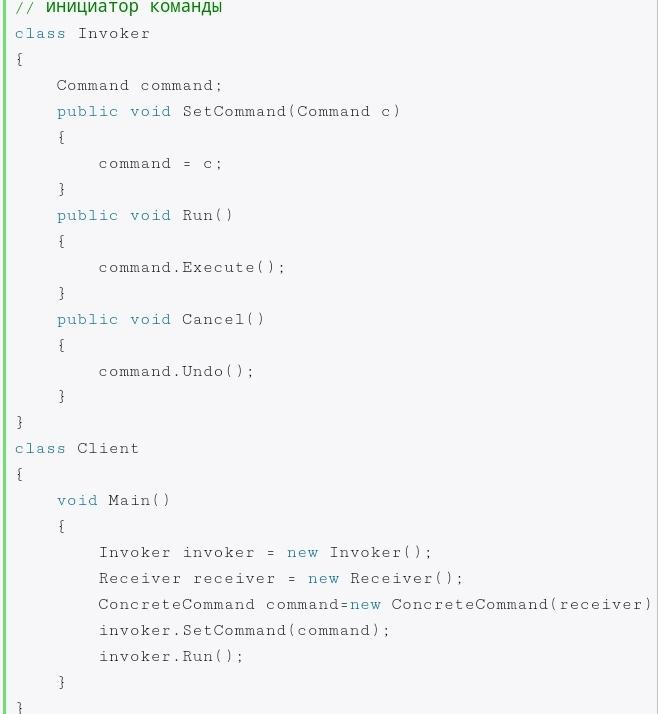 // инициатор команды
class Invoker
{
    Command command;
    public void SetCommand(Command c)
    {
        command = c;
    }
    public void Run()
    {
        command.Execute();
    }
    public void Cancel()
    {
        command.Undo();
    }
}
class Client
{
    void Main()
    {
        Invoker invoker = new Invoker();
        Receiver receiver = new Receiver();
        ConcreteCommand command=new ConcreteCommand(receiver)
        invoker.SetCommand(command);
        invoker.Run();
    }
}